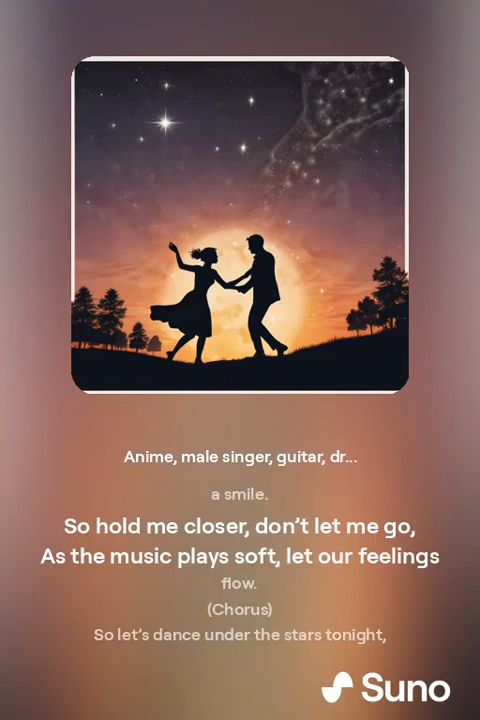 Anime, male singer, guitar, dr...
a smile.
So hold me closer, don't let me go,
As the music plays soft, let our feelings
flow.
(Chorus)
So let's dance under the stars tonight,
Suno